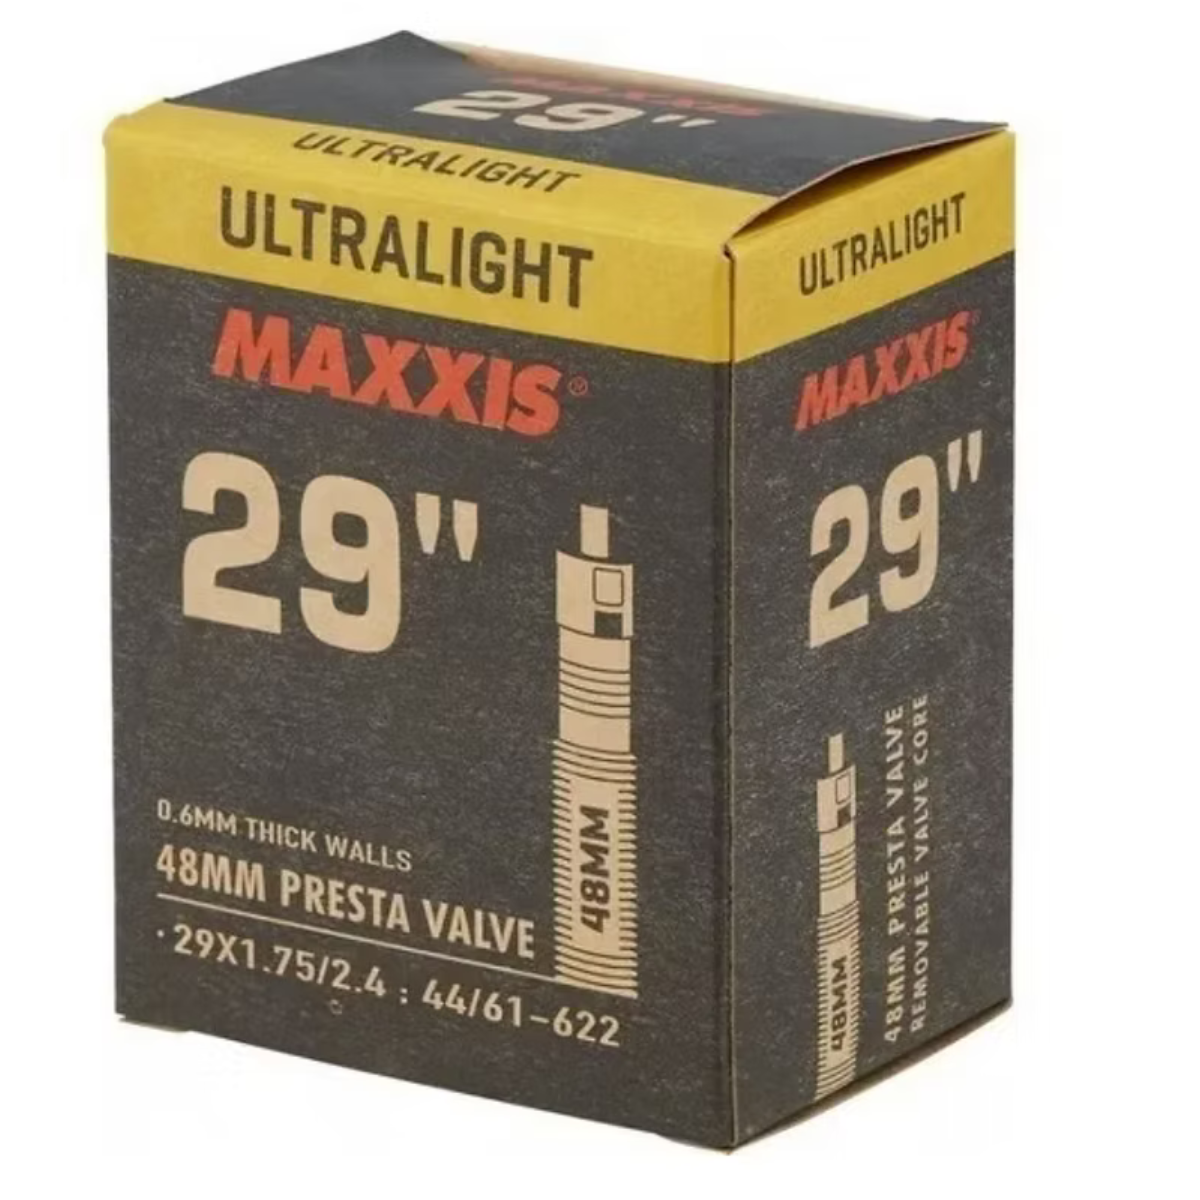 MAXXIS
29"
ULTRALIGHT
ULTRALIGHT
MAXXIS®
29"
48MM
0.6MM THICK WALLS
48MM PRESTA VALVE
· 29X1.75/2.4 : 44/61-622
ULTRALIGHT
MAXXIS
29"
48MM
48MM PRESTA VALVE
REMOVABLE VALVE CORE